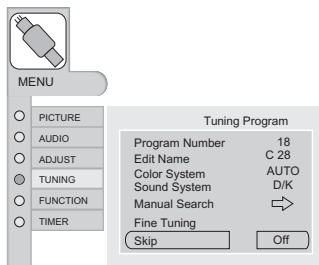 MENU
PICTURE
AUDIO
ADJUST
TUNING
FUNCTION
TIMER
Tuning Program
Program Number 18
Edit Name C 28
Color System AUTO
Sound System D/K
Manual Search
Fine Tuning
Skip Off